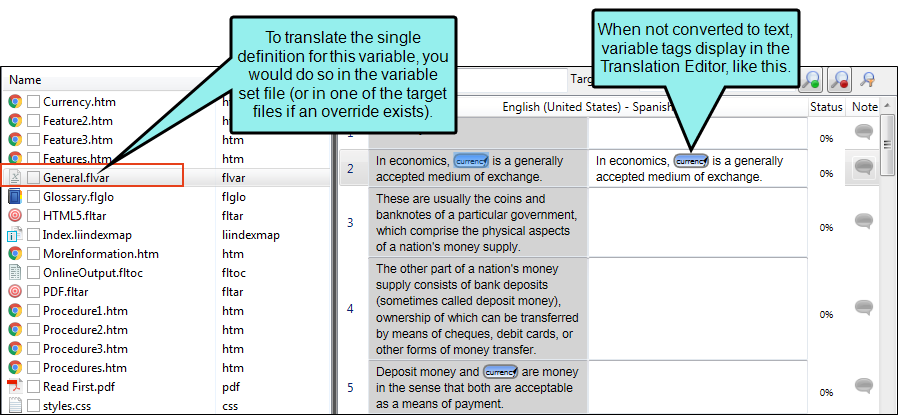 To translate the single
definition for this variable, you
would do so in the variable
set file (or in one of the target
files if an override exists).
When not converted to text,
variable tags display in the
Translation Editor, like this.
Name
Currency.htm
Feature2.htm
Feature3.htm htm
Features.htm htm
General.flvar flvar
Glossary.flglo flglo
HTML5.fltar fltar
Index.liindexmap liindexmap
MoreInformation.htm htm
OnlineOutput.fltoc fltoc
PDF.fltar fltar
Procedure1.htm htm
Procedure2.htm htm
Procedure3.htm htm
Procedures.htm htm
Read First.pdf pdf
styles.css css
English (United States) - Spanish
Status
Note
0%
2
In economics, currency is a generally
accepted medium of exchange.
In economics, currency is a generally
accepted medium of exchange.
0%
3
These are usually the coins and
banknotes of a particular government,
which comprise the physical aspects
of a nation's money supply.
0%
4
The other part of a nation's money
supply consists of bank deposits
(sometimes called deposit money),
ownership of which can be transferred
by means of cheques, debit cards, or
other forms of money transfer.
0%
5
Deposit money and currency are money
in the sense that both are acceptable
as a means of payment.
0%